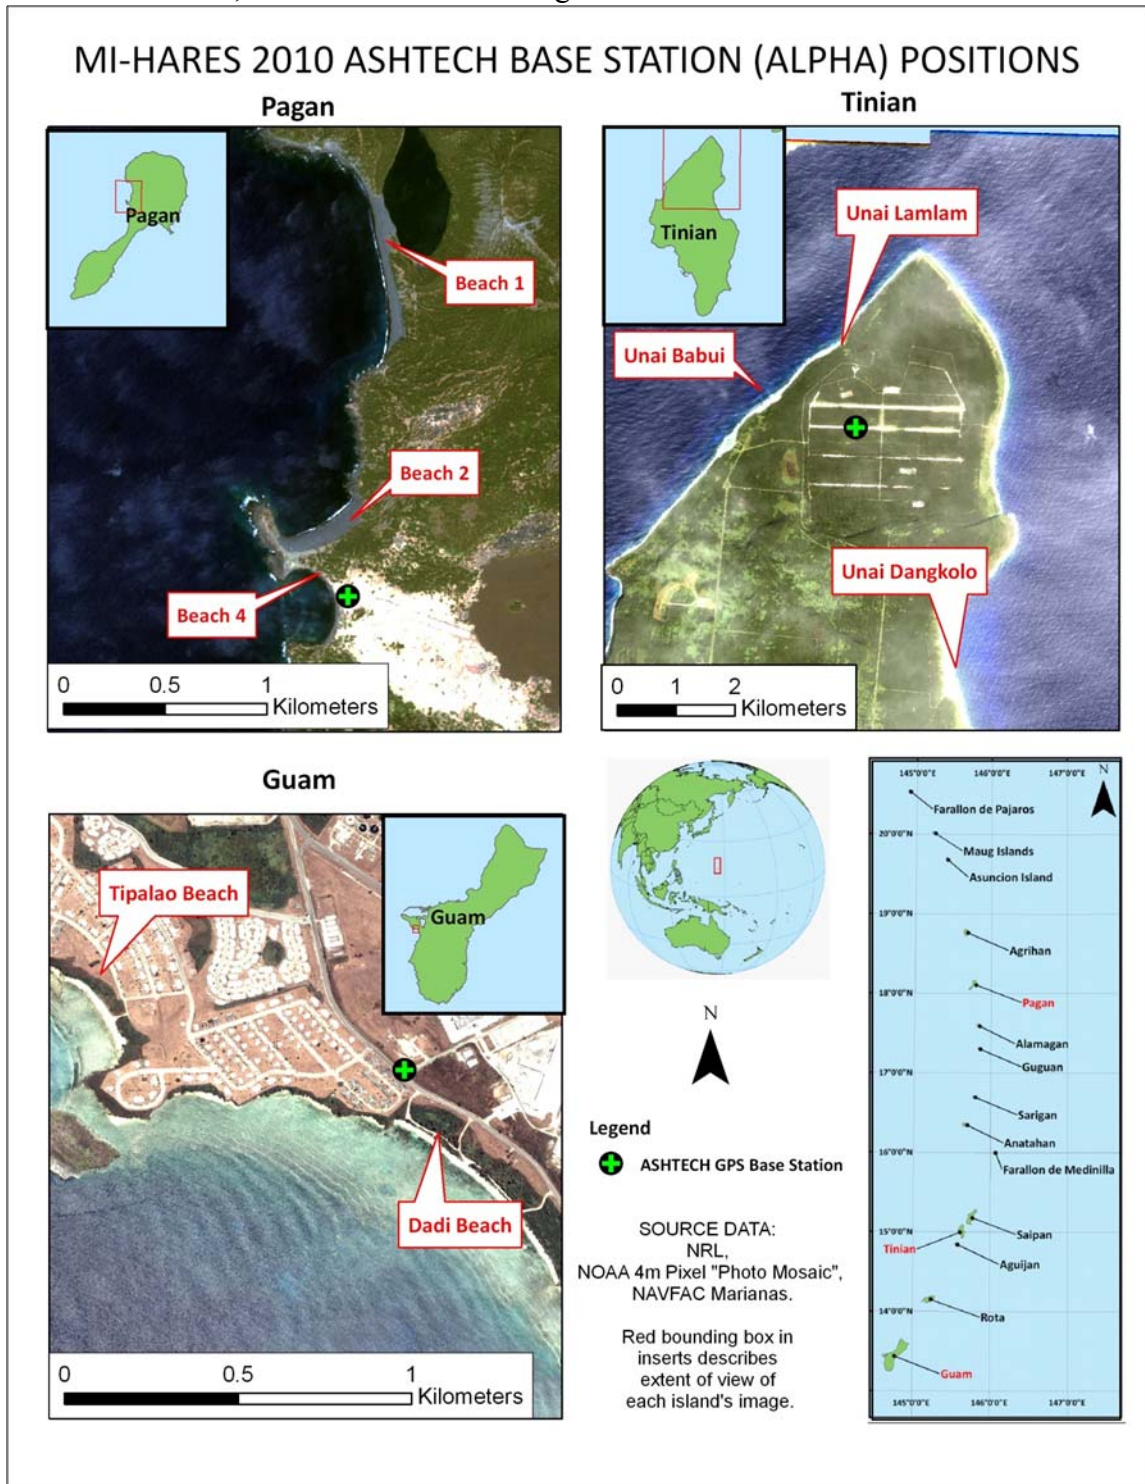 MI-HARES 2010 ASHTECH BASE STATION (ALPHA) POSITIONS
Pagan
Pagan
Beach 1
Beach 2
Beach 4
0 0.5 1
Kilometers
Tinian
Tinian
Unai Lamlam
Unai Babui
Unai Dangkolo
0 1 2
Kilometers
Guam
Tipalao Beach
Guam
Dadi Beach
0 0.5 1
Kilometers
N
Legend
ASHTECH GPS Base Station
SOURCE DATA:
NRL,
NOAA 4m Pixel "Photo Mosaic",
NAVFAC Marianas.
Red bounding box in
inserts describes
extent of view of
each island's image.
145°0'0"E 146°0'0"E 147°0'0"E
N
Farallon de Pajaros
20°0'0"N
Maug Islands
Asuncion Island
19°0'0"N
Agrihan
18°0'0"N
Pagan
Alamagan
Guguan
17°0'0"N
Sarigan
Anatahan
16°0'0"N
Farallon de Medinilla
15°0'0"N
Saipan
Tinian
Aguijan
14°0'0"N
Rota
Guam
145°0'0"E 146°0'0"E 147°0'0"E